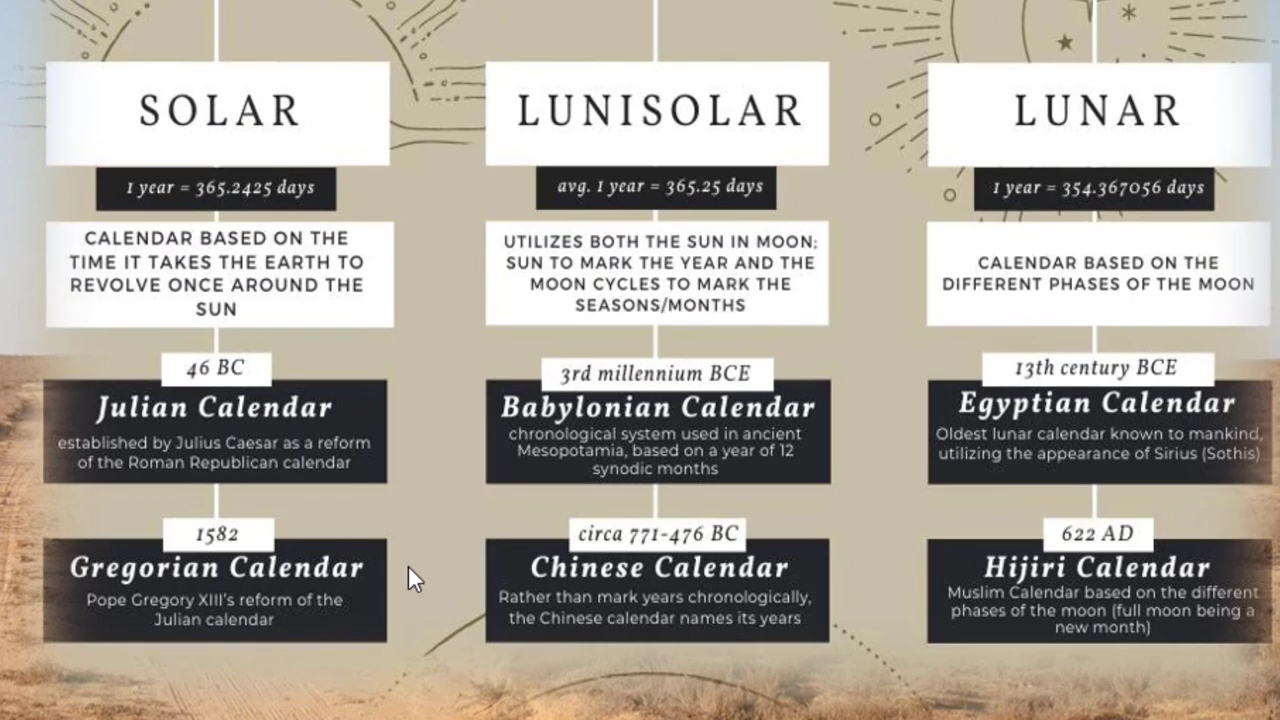 SOLAR
1 year = 365.2425 days
CALENDAR BASED ON THE
TIME IT TAKES THE EARTH TO
REVOLVE ONCE AROUND THE
SUN
46 BC
Julian Calendar
established by Julius Caesar as a reform
of the Roman Republican calendar
1582
Gregorian Calendar
Pope Gregory XIII's reform of the
Julian calendar
LUNISOLAR
avg. 1 year = 365.25 days
UTILIZES BOTH THE SUN IN MOON;
SUN TO MARK THE YEAR AND THE
MOON CYCLES TO MARK THE
SEASONS/MONTHS
3rd millennium BCE
Babylonian Calendar
chronological system used in ancient
Mesopotamia, based on a year of 12
synodic months
circa 771-476 BC
Chinese Calendar
Rather than mark years chronologically,
the Chinese calendar names its years
LUNAR
1 year = 354.367056 days
CALENDAR BASED ON THE
DIFFERENT PHASES OF THE MOON
13th century BCE
Egyptian Calendar
Oldest lunar calendar known to mankind,
utilizing the appearance of Sirius (Sothis)
622 AD
Hijiri Calendar
Muslim Calendar based on the different
phases of the moon (full moon being a
new month)